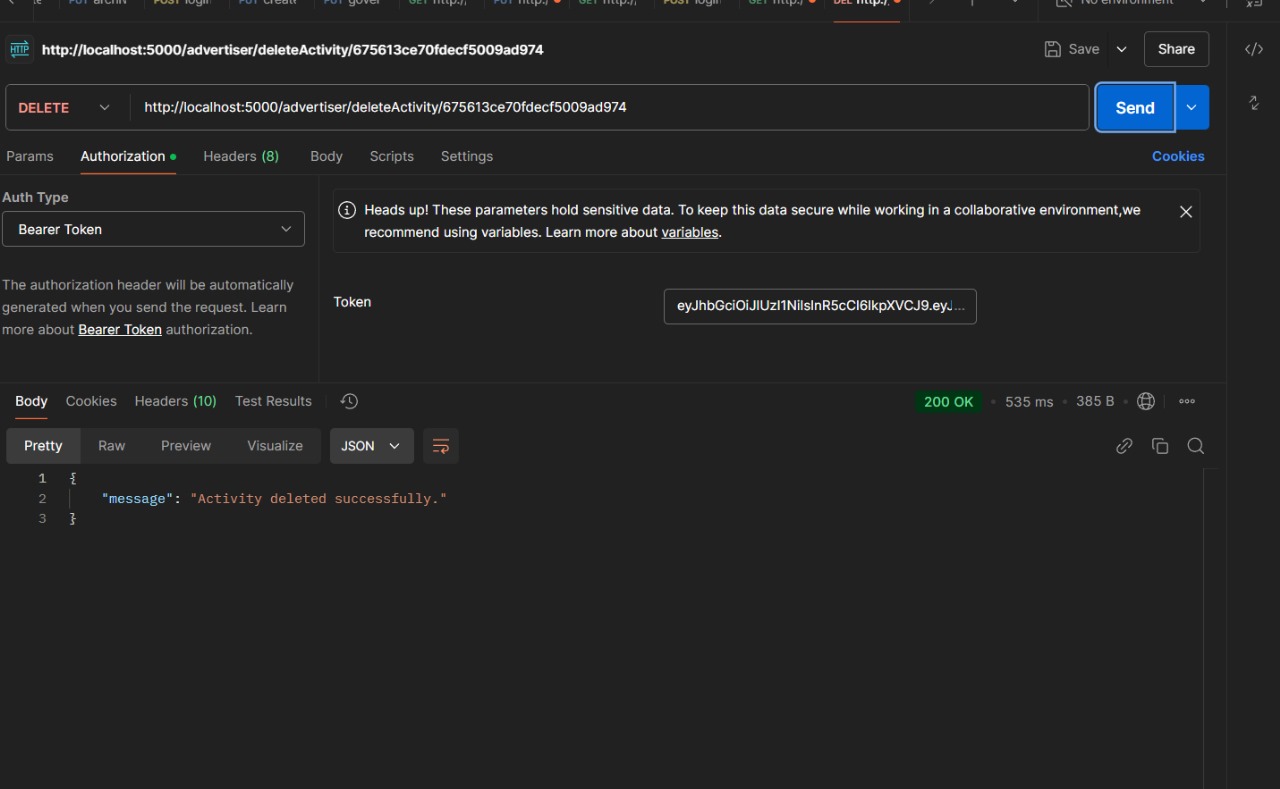 PUT archiv POST login PUT create PUT gover GET http:/ PUT http:/ GET http:/ POST login GET http:/ DEL http:/ No environment
HTTP http://localhost:5000/advertiser/deleteActivity/675613ce70fdecf5009ad974 Save Share
DELETE http://localhost:5000/advertiser/deleteActivity/675613ce70fdecf5009ad974 Send
Params Authorization Headers (8) Body Scripts Settings Cookies
Auth Type
Bearer Token
The authorization header will be automatically
generated when you send the request. Learn
more about Bearer Token authorization.
Heads up! These parameters hold sensitive data. To keep this data secure while working in a collaborative environment,we
recommend using variables. Learn more about variables.
Token eyJhbGciOiJIUzI1NiIsInR5cCI6IkpXVCJ9.eyJ...
Body Cookies Headers (10) Test Results 200 OK 535 ms 385 B
Pretty Raw Preview Visualize JSON
1 {
2 "message": "Activity deleted successfully."
3 }